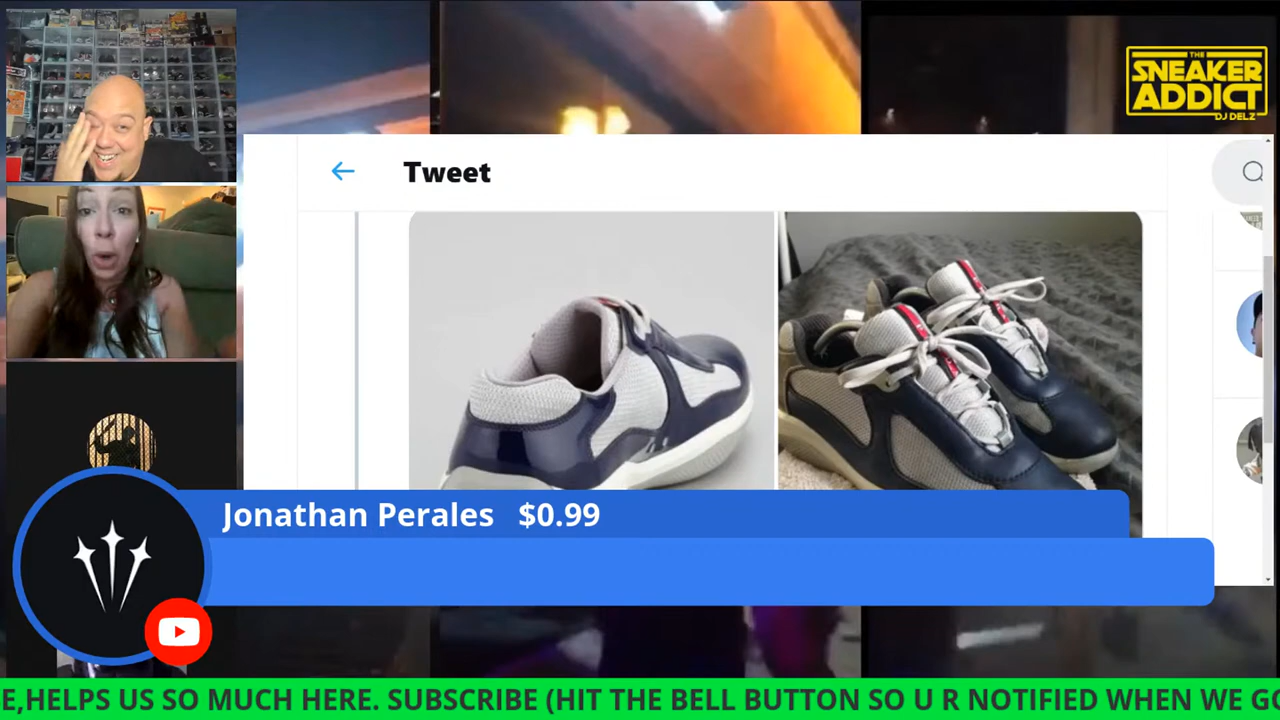 THE
SNEAKER
ADDICT
DJ DELZ
Tweet
Jonathan Perales $0.99
E,HELPS US SO MUCH HERE. SUBSCRIBE (HIT THE BELL BUTTON SO U R NOTIFIED WHEN WE GO